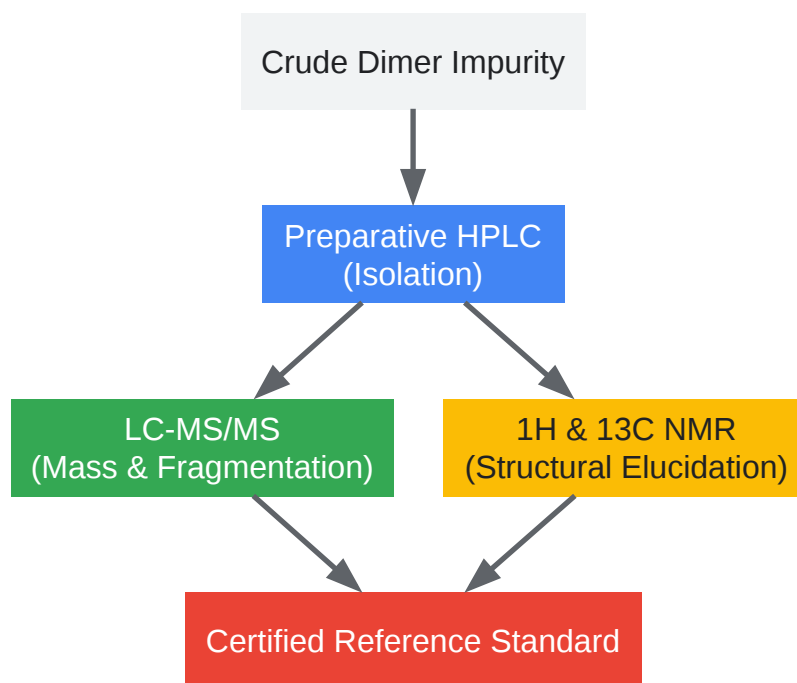 Crude Dimer Impurity
Preparative HPLC
(Isolation)
LC-MS/MS
(Mass & Fragmentation)
1H & 13C NMR
(Structural Elucidation)
Certified Reference Standard